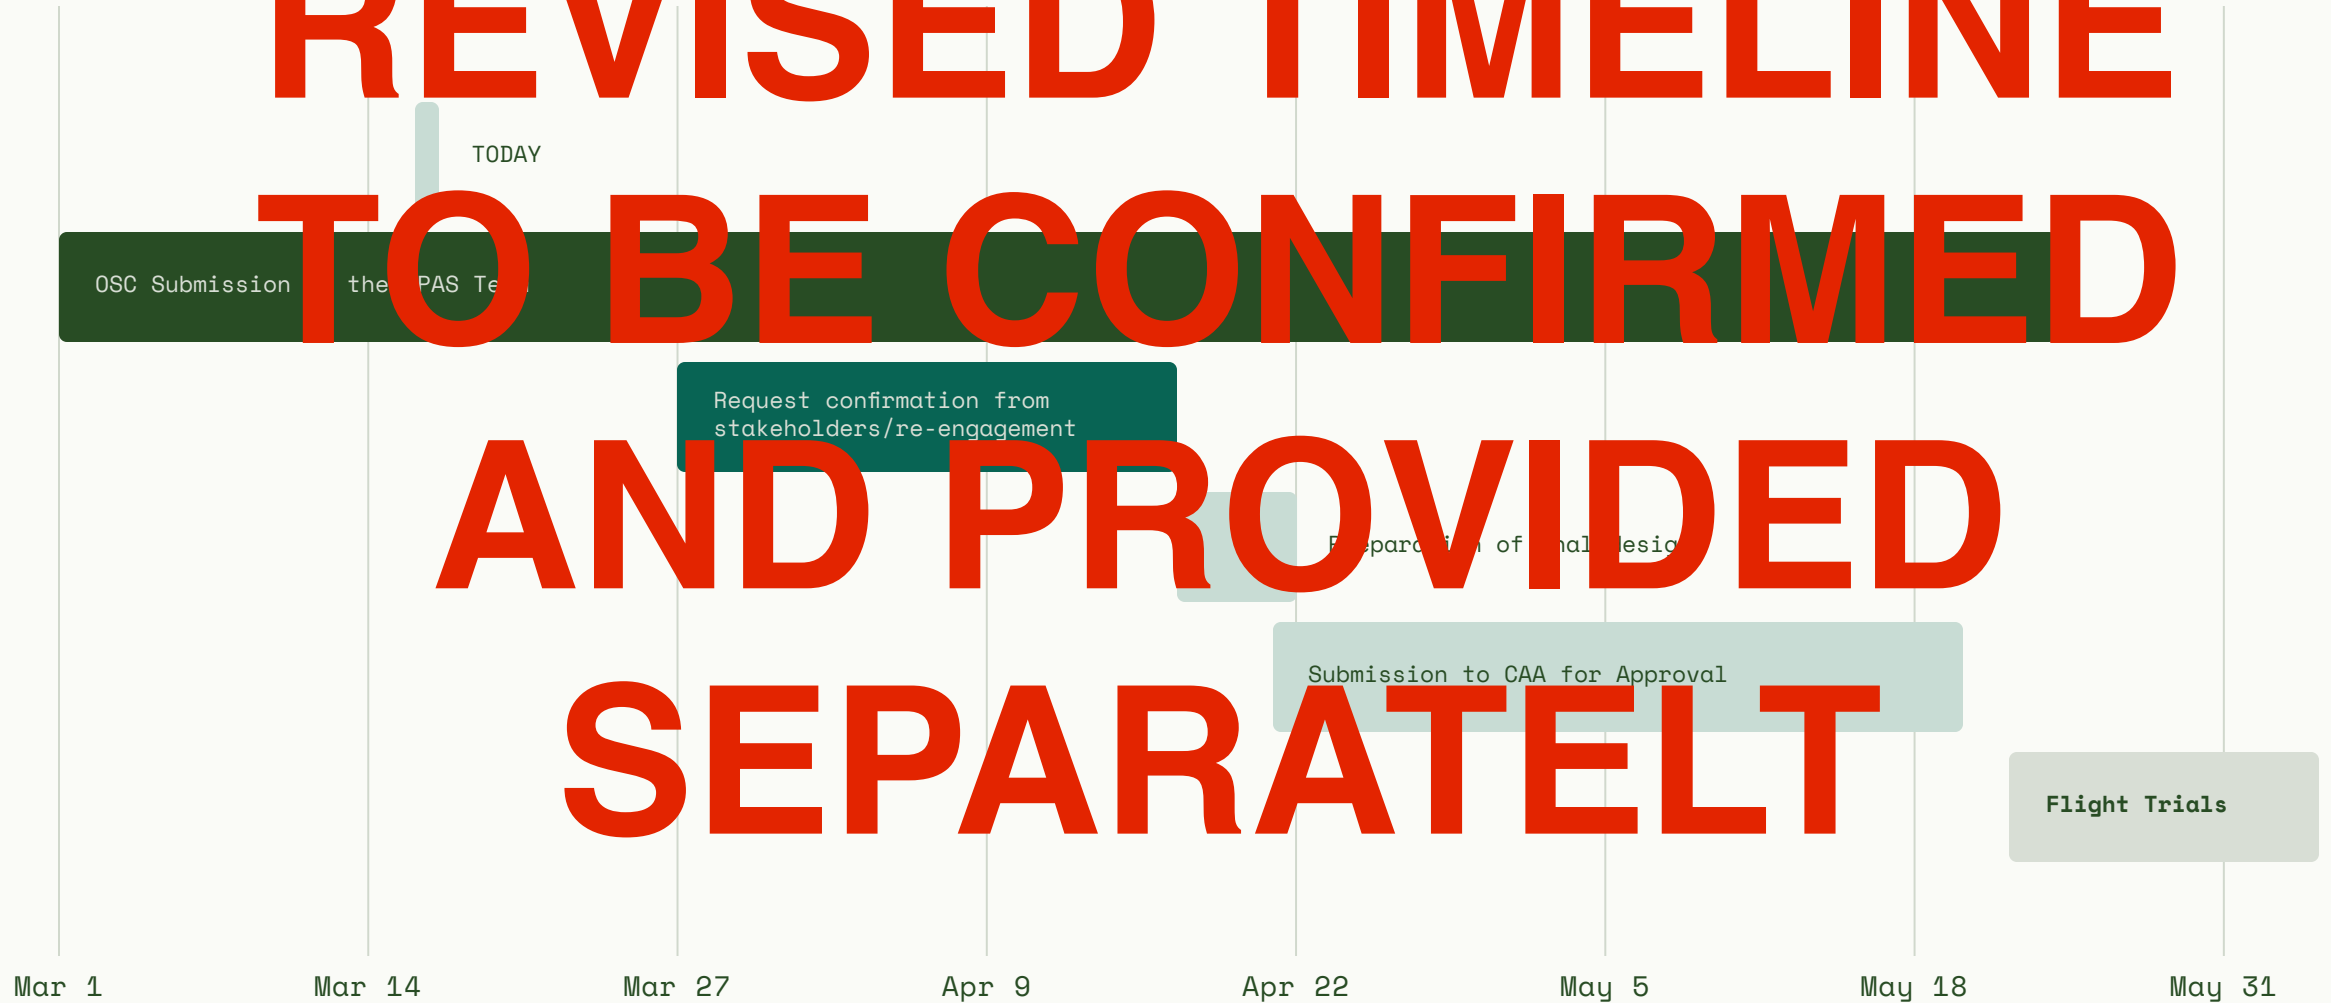 REVISED TIMELINE
TODAY
TO BE CONFIRMED
OSC Submission the PAS
Request confirmation from
stakeholders/re-engagement
AND PROVIDED
of
Submission to CAA for Approval
SEPARATELT
Flight Trials
Mar 1 Mar 14 Mar 27 Apr 9 Apr 22 May 5 May 18 May 31